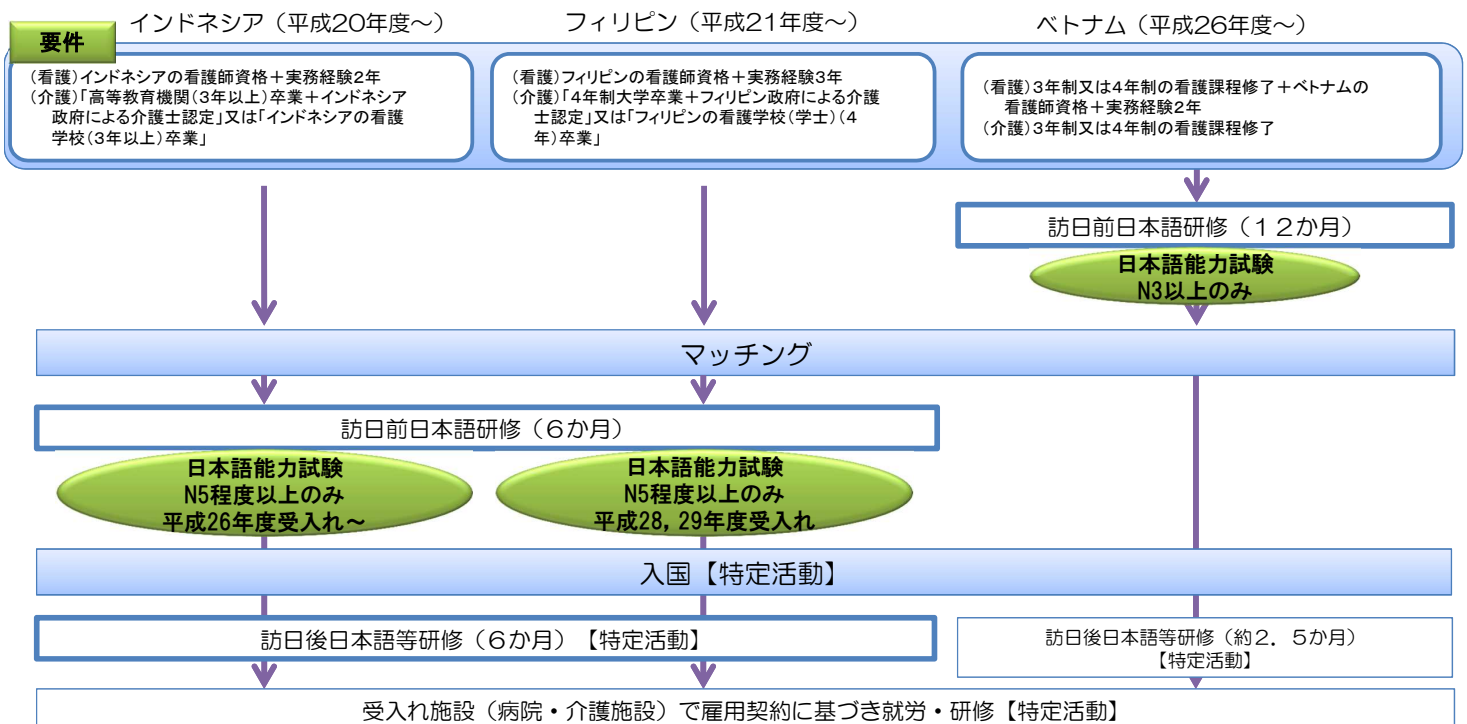 インドネシア（平成20年度～）
フィリピン（平成21年度～）
ベトナム（平成26年度～）
要件
（看護）インドネシアの看護師資格＋実務経験2年
（介護）「高等教育機関（3年以上）卒業＋インドネシア
政府による介護士認定」又は「インドネシアの看護
学校（3年以上）卒業」
（看護）フィリピンの看護師資格＋実務経験3年
（介護）「4年制大学卒業＋フィリピン政府による介護
士認定」又は「フィリピンの看護学校（学士）（4
年）卒業」
（看護）3年制又は4年制の看護課程修了＋ベトナムの
看護師資格＋実務経験2年
（介護）3年制又は4年制の看護課程修了
訪日前日本語研修（１２か月）
日本語能力試験
N3以上のみ
マッチング
訪日前日本語研修（６か月）
日本語能力試験
N5程度以上のみ
平成26年度受入れ～
日本語能力試験
N5程度以上のみ
平成28，29年度受入れ
入国【特定活動】
訪日後日本語等研修（６か月）【特定活動】
訪日後日本語等研修（約２．５か月）
【特定活動】
受入れ施設（病院・介護施設）で雇用契約に基づき就労・研修【特定活動】